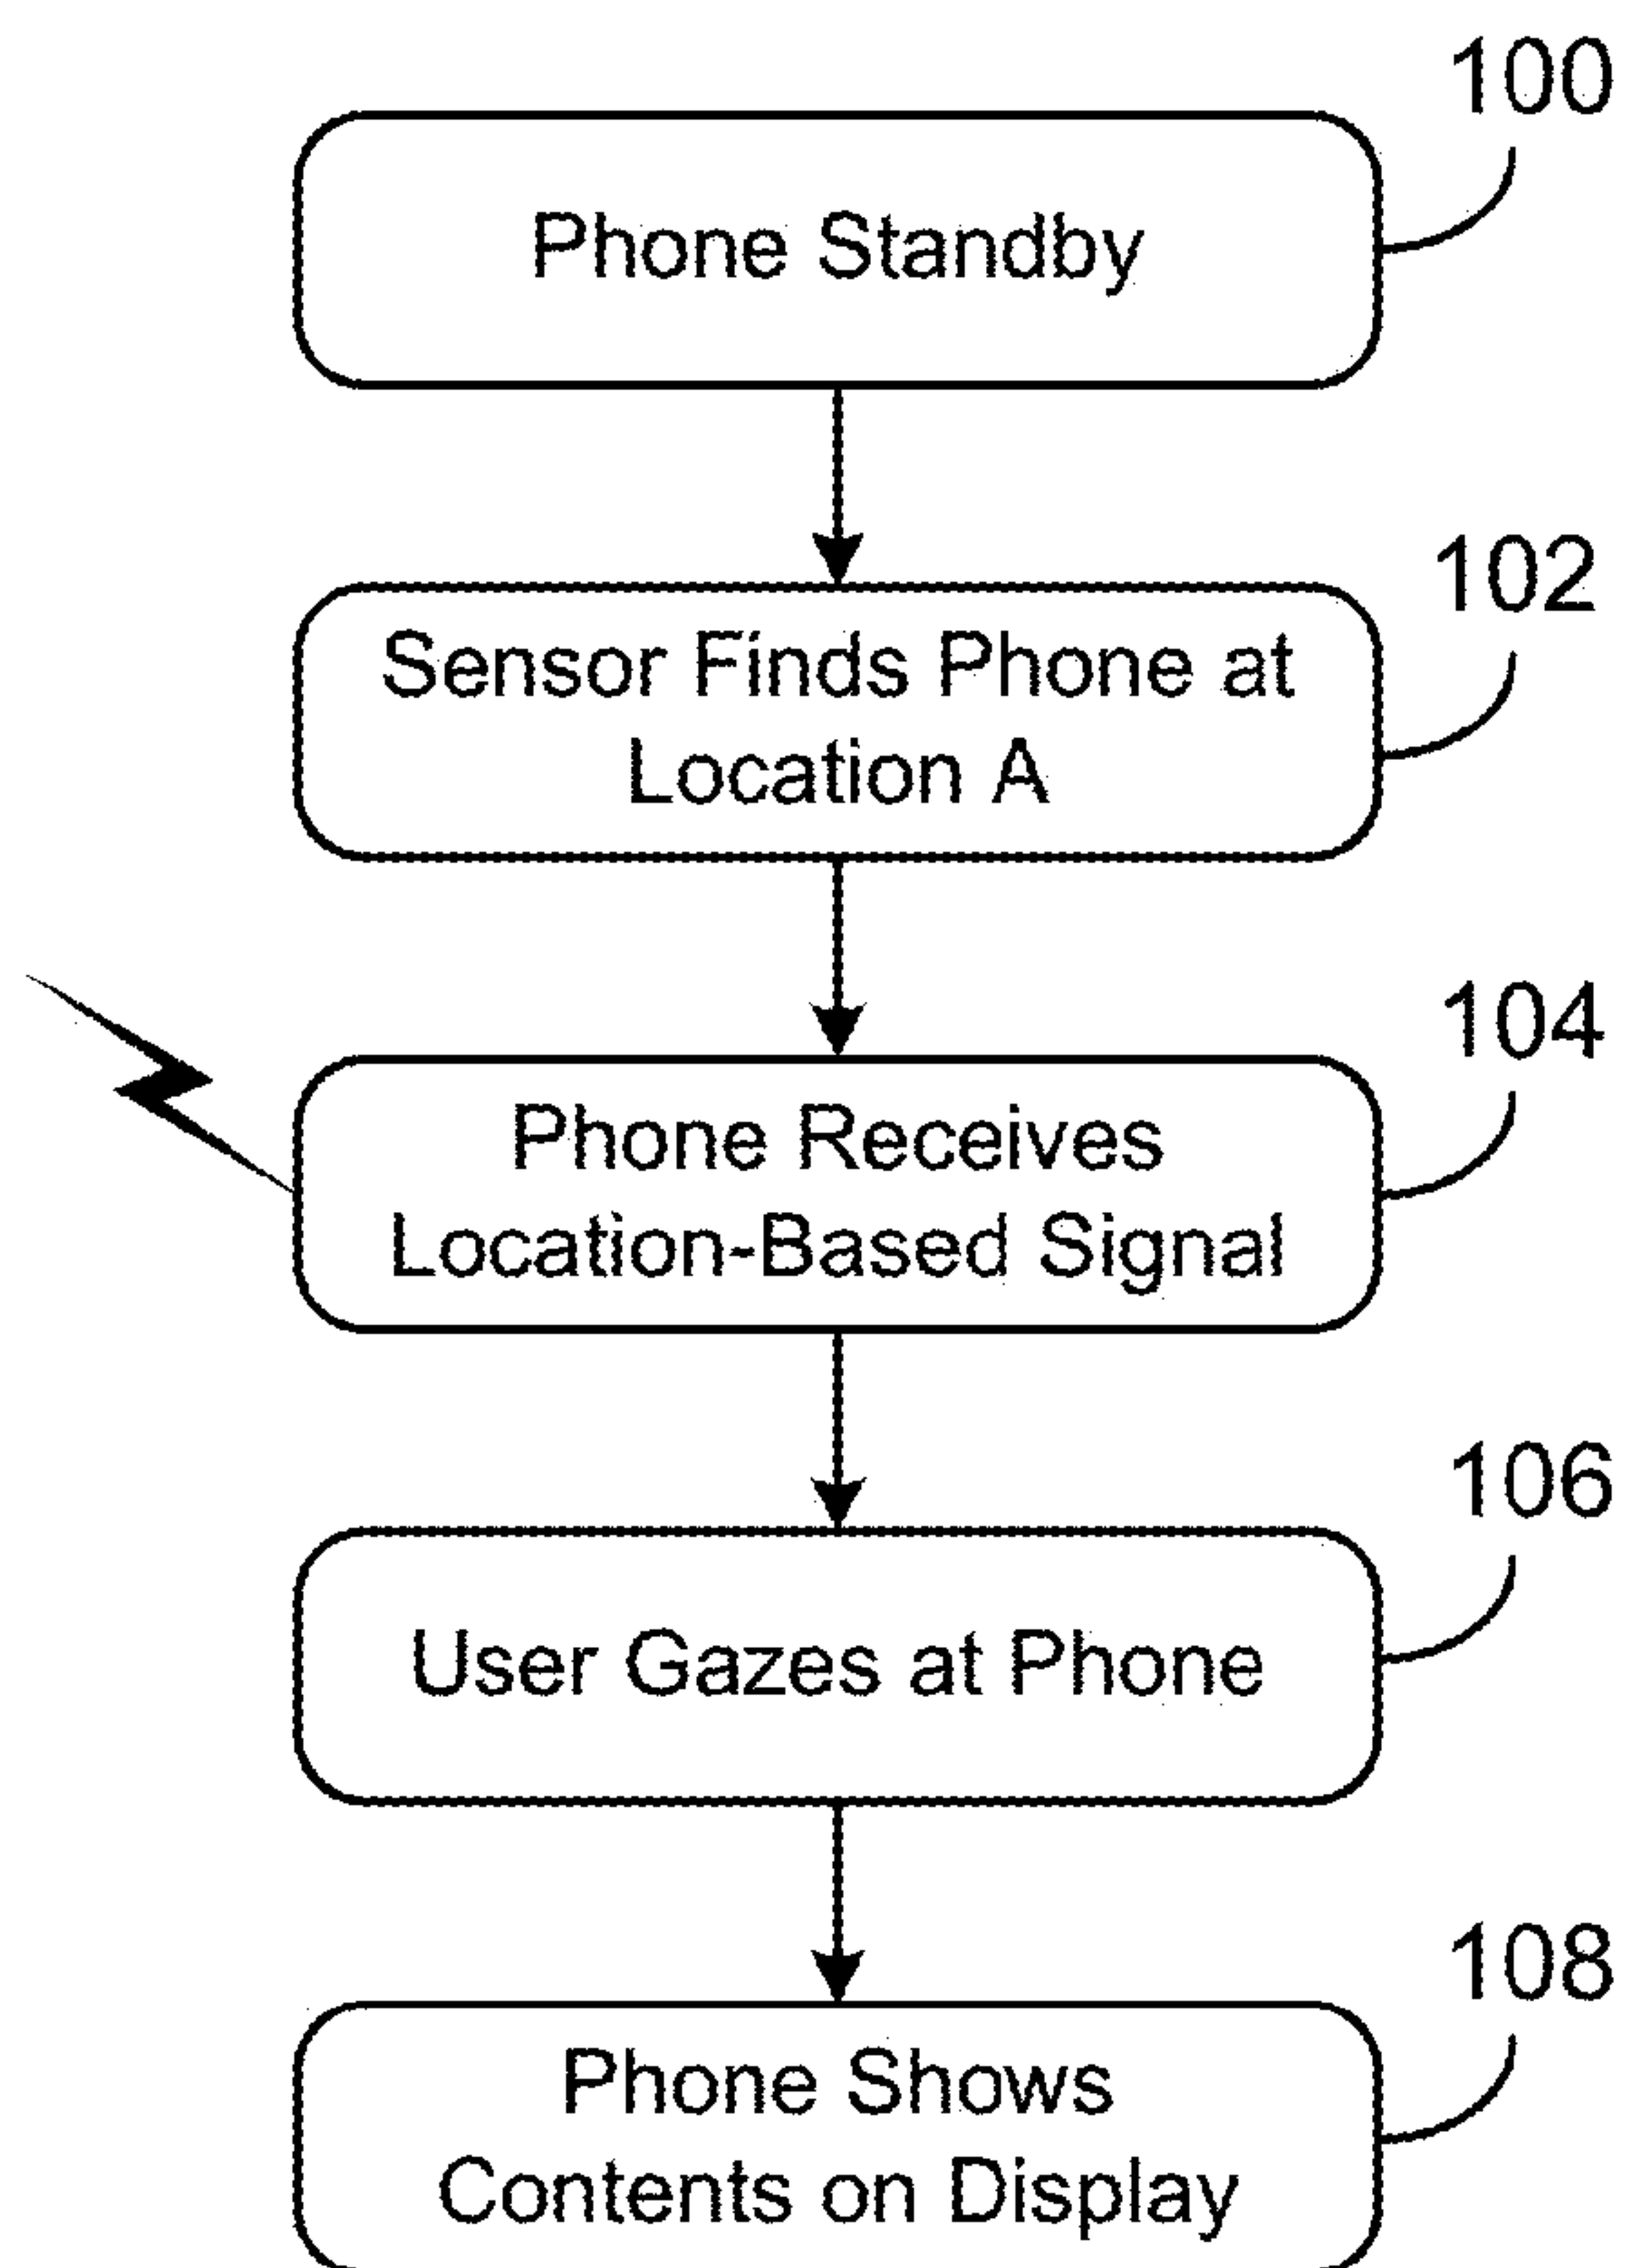 100
Phone Standby
102
Sensor Finds Phone at
Location A
104
Phone Receives
Location-Based Signal
106
User Gazes at Phone
108
Phone Shows
Contents on Display